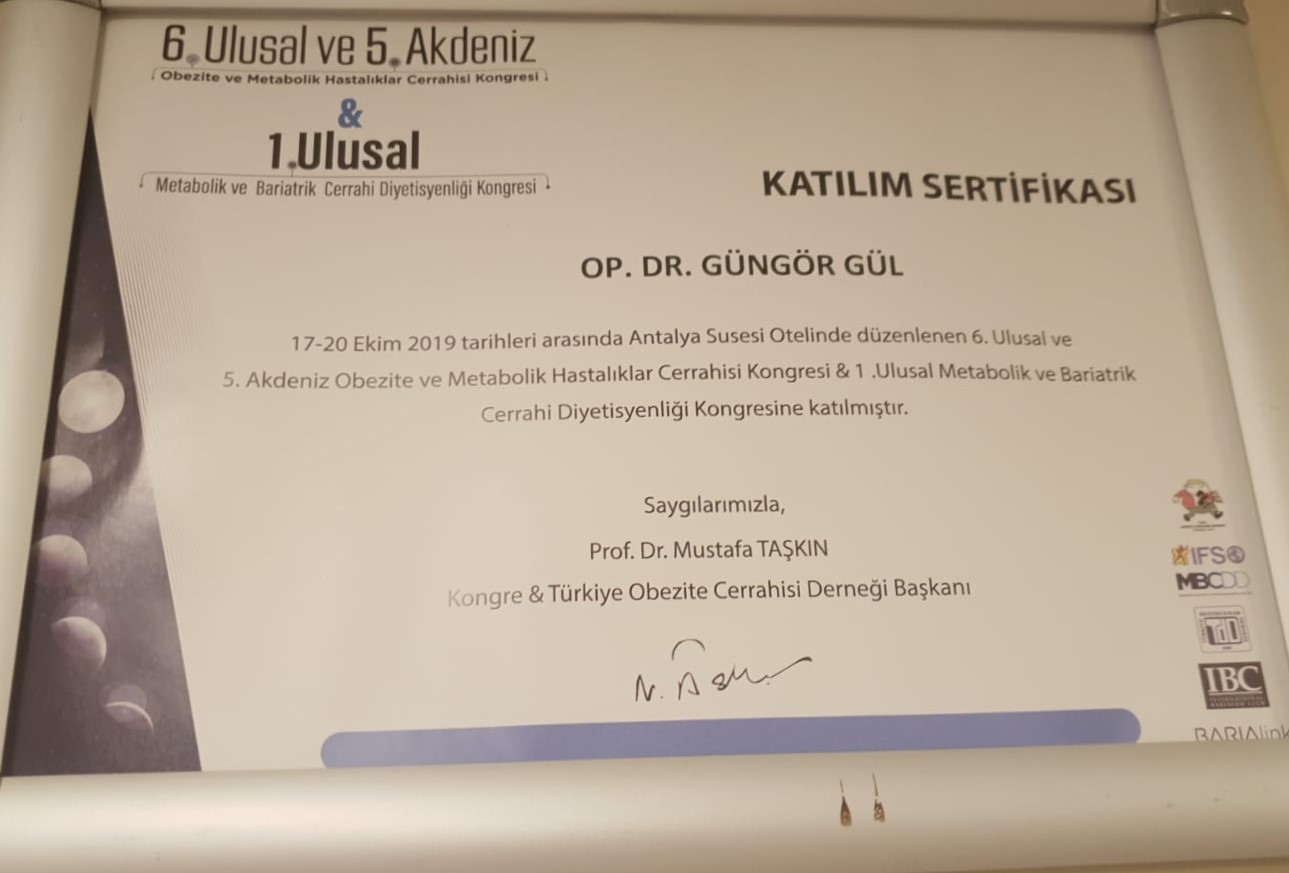 6. Ulusal ve 5. Akdeniz
Obezite ve Metabolik Hastalıklar Cerrahisi Kongresi
&
1.Ulusal
Metabolik ve Bariatrik Cerrahi Diyetisyenliği Kongresi
KATILIM SERTİFİKASI
OP. DR. GÜNGÖR GÜL
17-20 Ekim 2019 tarihleri arasında Antalya Susesi Otelinde düzenlenen 6. Ulusal ve
5. Akdeniz Obezite ve Metabolik Hastalıklar Cerrahisi Kongresi & 1 .Ulusal Metabolik ve Bariatrik
Cerrahi Diyetisyenliği Kongresine katılmıştır.
Saygılarımızla,
Prof. Dr. Mustafa TAŞKIN
Kongre & Türkiye Obezite Cerrahisi Derneği Başkanı
IFSO
MBCDD
IBC
BARIAlink